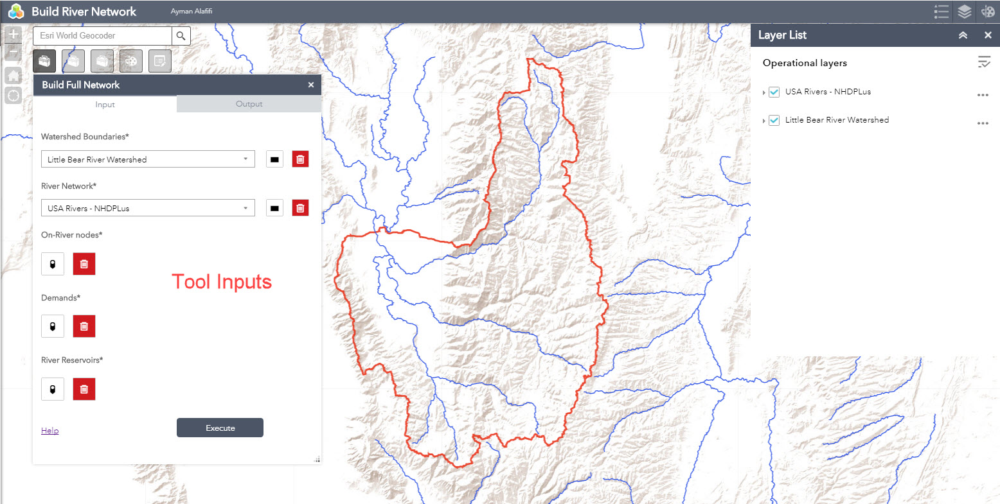 Build River Network
Ayman Alafifi
Esri World Geocoder
Build Full Network
Input
Output
Watershed Boundaries*
Little Bear River Watershed
River Network*
USA Rivers - NHDPLus
On-River nodes*
Tool Inputs
Demands*
River Reservoirs*
Help
Execute
Layer List
Operational layers
USA Rivers - NHDPLus
Little Bear River Watershed